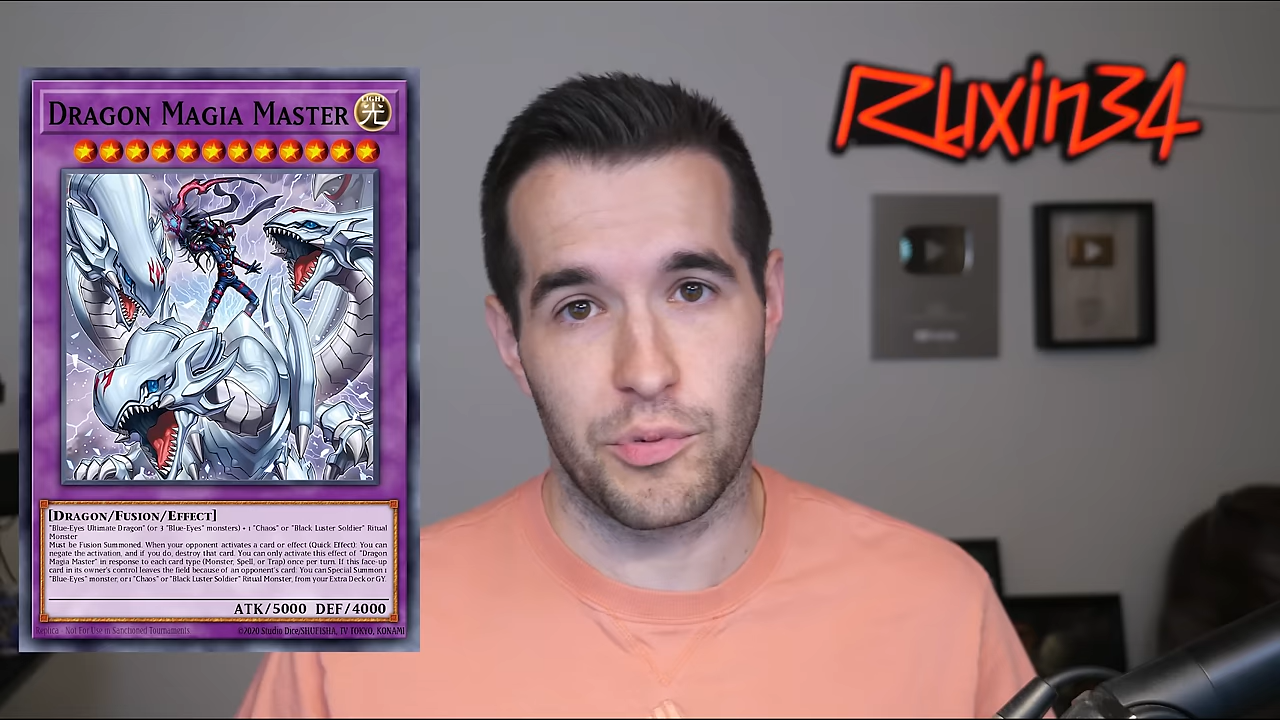 DRAGON MAGIA MASTER
LIGHT
光
[DRAGON/FUSION/EFFECT]
"Blue-Eyes Ultimate Dragon" (or 3 "Blue-Eyes" monsters) + 1 "Chaos" or "Black Luster Soldier" Ritual
Monster
Must be Fusion Summoned. When your opponent activates a card or effect (Quick Effect): You can
negate the activation, and if you do, destroy that card. You can only activate this effect of "Dragon
Magia Master" in response to each card type (Monster, Spell, or Trap) once per turn. If this face-up
card in its owner's control leaves the field because of an opponent's card: You can Special Summon 1
"Blue-Eyes" monster, or 1 "Chaos" or "Black Luster Soldier" Ritual Monster, from your Extra Deck or GY.
ATK/5000 DEF/4000
Replica - Not For Use in Sanctioned Tournaments
©2020 Studio Dice/SHUEISHA, TV TOKYO, KONAMI
Ruxin34